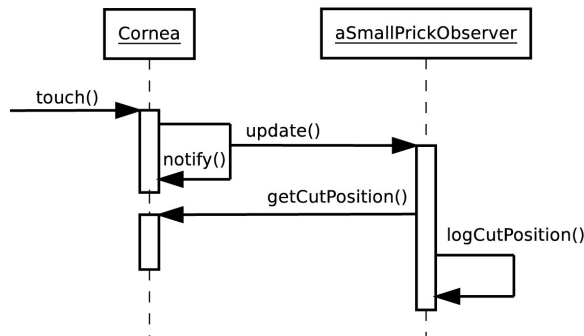 Cornea
aSmallPrickObserver
touch()
update()
notify()
getCutPosition()
logCutPosition()